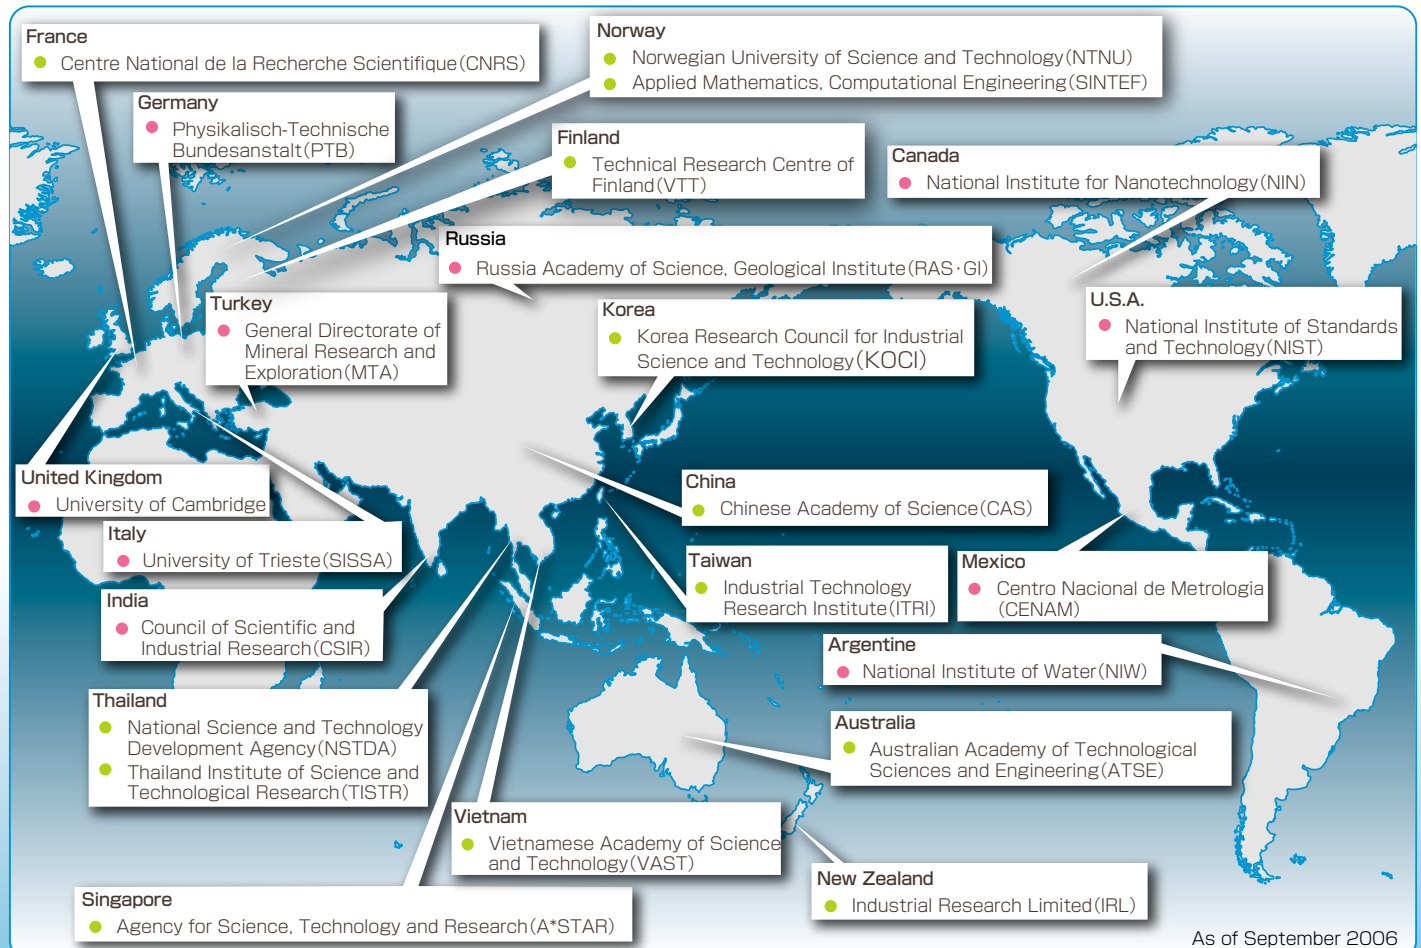 France
Centre National de la Recherche Scientifique(CNRS)
Norway
Norwegian University of Science and Technology(NTNU)
Applied Mathematics, Computational Engineering(SINTEF)
Germany
Physikalisch-Technische
Bundesanstalt(PTB)
Finland
Technical Research Centre of
Finland(VTT)
Canada
National Institute for Nanotechnology(NIN)
Russia
Russia Academy of Science, Geological Institute(RAS·GI)
Turkey
General Directorate of
Mineral Research and
Exploration(MTA)
Korea
Korea Research Council for Industrial
Science and Technology(KOCI)
U.S.A.
National Institute of Standards
and Technology(NIST)
United Kingdom
University of Cambridge
China
Chinese Academy of Science(CAS)
Italy
University of Trieste(SISSA)
Taiwan
Industrial Technology
Research Institute(ITRI)
Mexico
Centro Nacional de Metrologia
(CENAM)
India
Council of Scientific and
Industrial Research(CSIR)
Argentine
National Institute of Water(NIW)
Thailand
National Science and Technology
Development Agency(NSTDA)
Thailand Institute of Science and
Technological Research(TISTR)
Australia
Australian Academy of Technological
Sciences and Engineering(ATSE)
Vietnam
Vietnamese Academy of Science
and Technology(VAST)
New Zealand
Industrial Research Limited(IRL)
Singapore
Agency for Science, Technology and Research(A*STAR)
As of September 2006